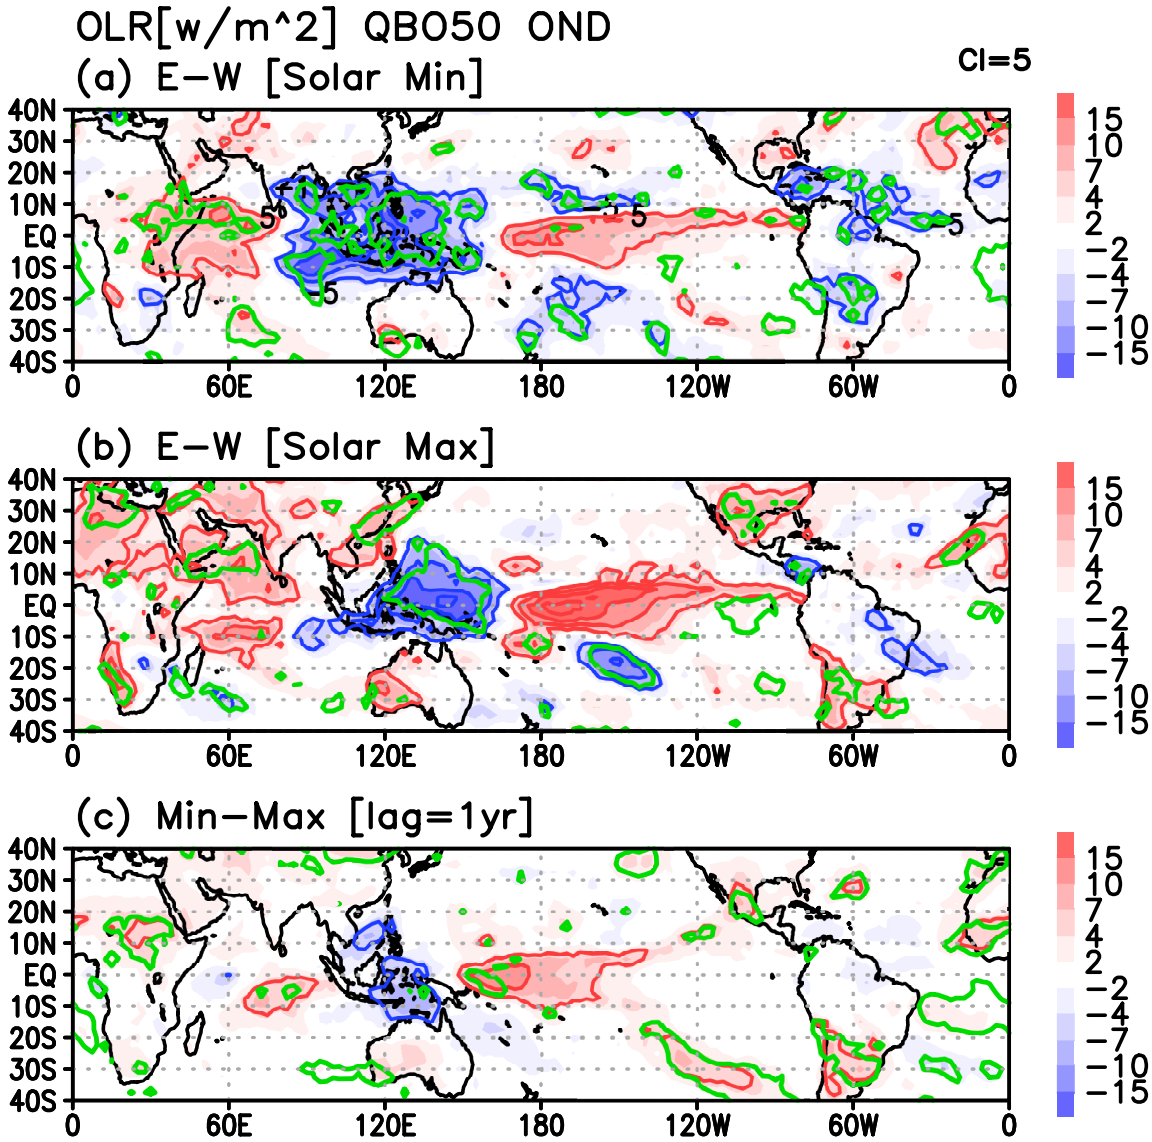 OLR[w/m^2] QBO50 OND
CI=5
(a) E-W [Solar Min]
40N
30N
20N
10N
EQ
10S
20S
30S
40S
0 60E 120E 180 120W 60W 0
5
5
5
-5
15
10
7
4
2
-2
-4
-7
-10
-15
(b) E-W [Solar Max]
40N
30N
20N
10N
EQ
10S
20S
30S
40S
0 60E 120E 180 120W 60W 0
15
10
7
4
2
-2
-4
-7
-10
-15
(c) Min-Max [lag=1yr]
40N
30N
20N
10N
EQ
10S
20S
30S
40S
0 60E 120E 180 120W 60W 0
15
10
7
4
2
-2
-4
-7
-10
-15